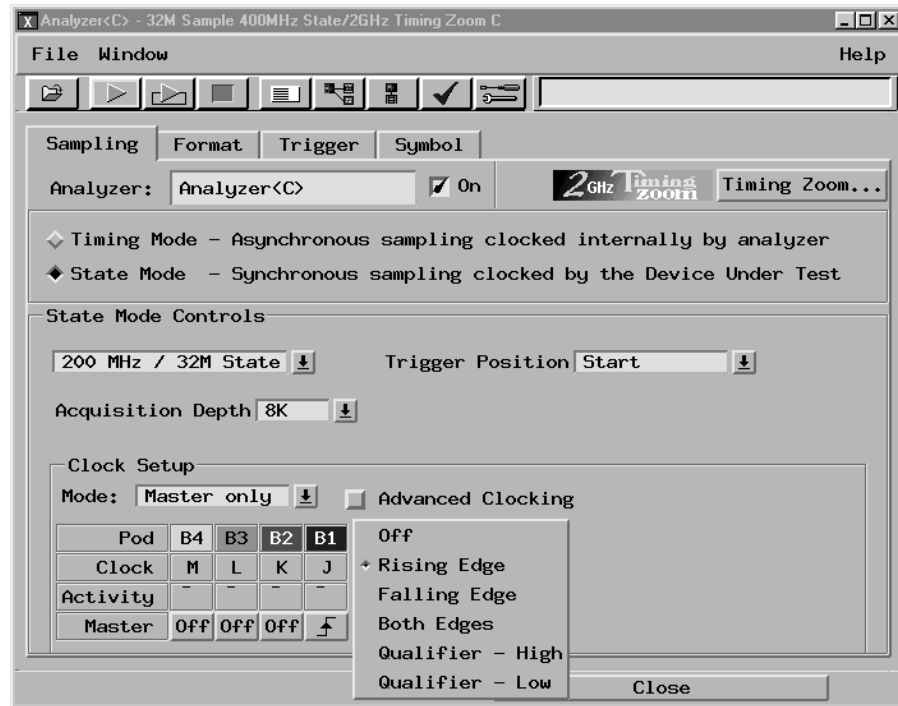 X Analyzer<C> - 32M Sample 400MHz State/2GHz Timing Zoom C
File Window Help
Sampling Format Trigger Symbol
Analyzer: Analyzer<C> On 2 GHz Timing zoom Timing Zoom...
Timing Mode - Asynchronous sampling clocked internally by analyzer
State Mode - Synchronous sampling clocked by the Device Under Test
State Mode Controls
200 MHz / 32M State Trigger Position Start
Acquisition Depth 8K
Clock Setup
Mode: Master only Advanced Clocking
Pod B4 B3 B2 B1
Clock M L K J
Activity
Master Off Off Off
Off
Rising Edge
Falling Edge
Both Edges
Qualifier - High
Qualifier - Low
Close